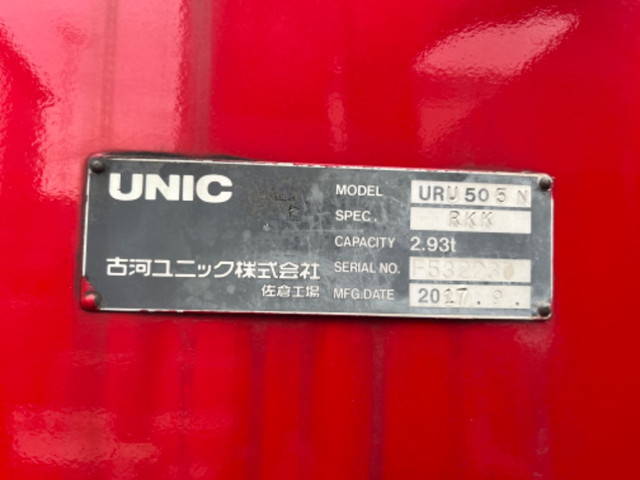 UNIC
MODEL URU505N
SPEC. RKK
CAPACITY 2.93t
古河ユニック株式会社
佐倉工場
SERIAL NO.
MFG.DATE 2017.9.